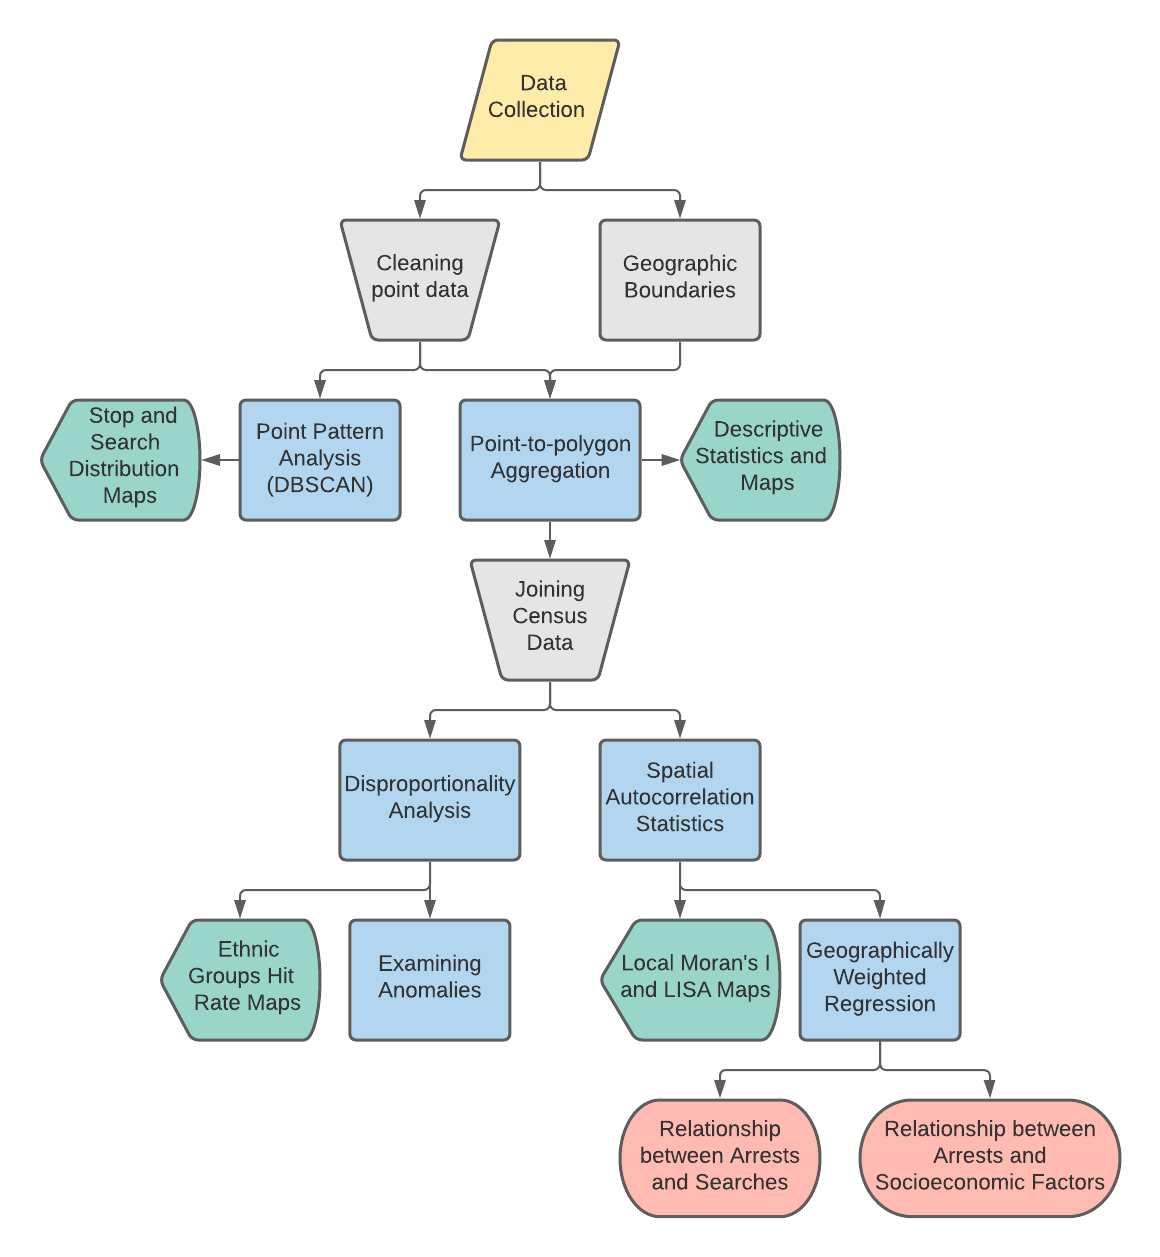 Data
Collection
Cleaning
point data
Geographic
Boundaries
Stop and
Search
Distribution
Maps
Point Pattern
Analysis
(DBSCAN)
Point-to-polygon
Aggregation
Descriptive
Statistics and
Maps
Joining
Census
Data
Disproportionality
Analysis
Spatial
Autocorrelation
Statistics
Ethnic
Groups Hit
Rate Maps
Examining
Anomalies
Local Moran's I
and LISA Maps
Geographically
Weighted
Regression
Relationship
between Arrests
and Searches
Relationship between
Arrests and
Socioeconomic Factors